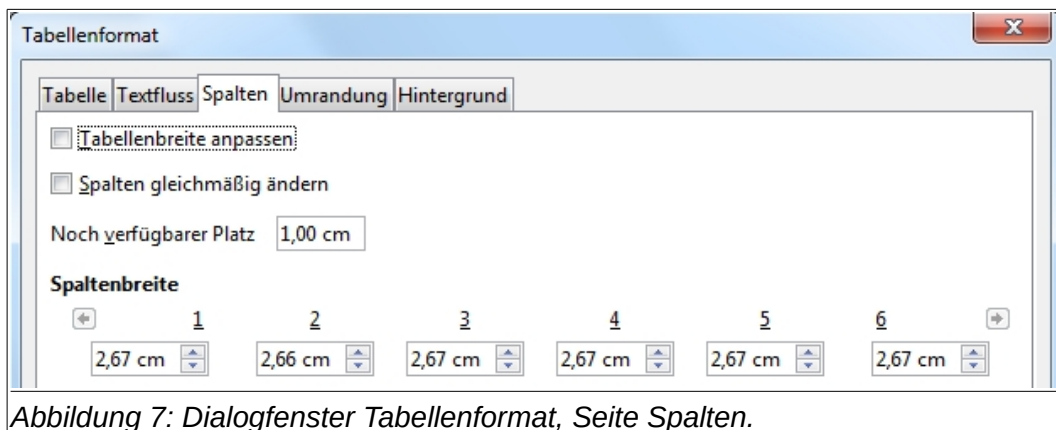 Tabellenformat
Tabelle Textfluss Spalten Umrandung Hintergrund
Tabellenbreite anpassen
Spalten gleichmäßig ändern
Noch verfügbarer Platz 1,00 cm
Spaltenbreite
1 2 3 4 5 6
2,67 cm 2,66 cm 2,67 cm 2,67 cm 2,67 cm 2,67 cm
Abbildung 7: Dialogfenster Tabellenformat, Seite Spalten.